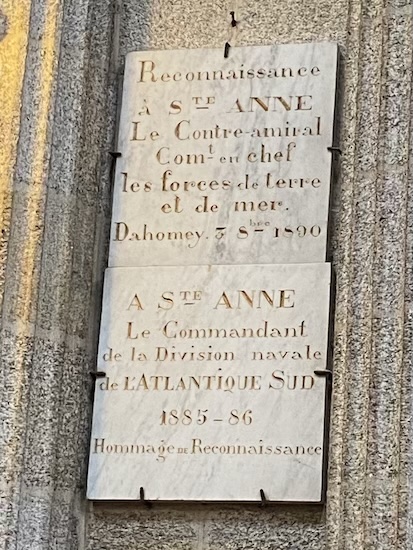 Reconnaissance
À STE ANNE
Le Contre-amiral
Comt en chef
les forces de terre
et de mer.
Dahomey. 3 8bre 1890
A STE ANNE
Le Commandant
de la Division navale
de L'ATLANTIQUE SUD
1885-86
Hommage DE Reconnaissance